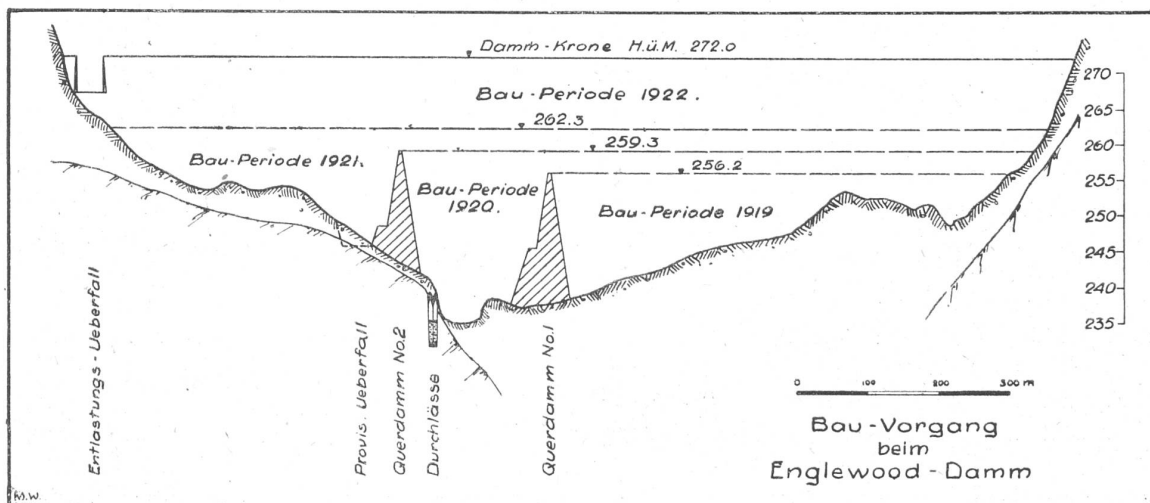 Damm-Krone H.ü.M. 272.0
Bau-Periode 1922.
262.3
259.3
256.2
Bau-Periode 1921.
Bau-Periode
1920.
Bau-Periode 1919
270
265
260
255
250
245
240
235
Entlastungs-Ueberfall
Provis. Ueberfall
Querdamm No.2
Durchlässe
Querdamm No.1
0 100 200 300 m
Bau-Vorgang
beim
Englewood-Damm
M.W.